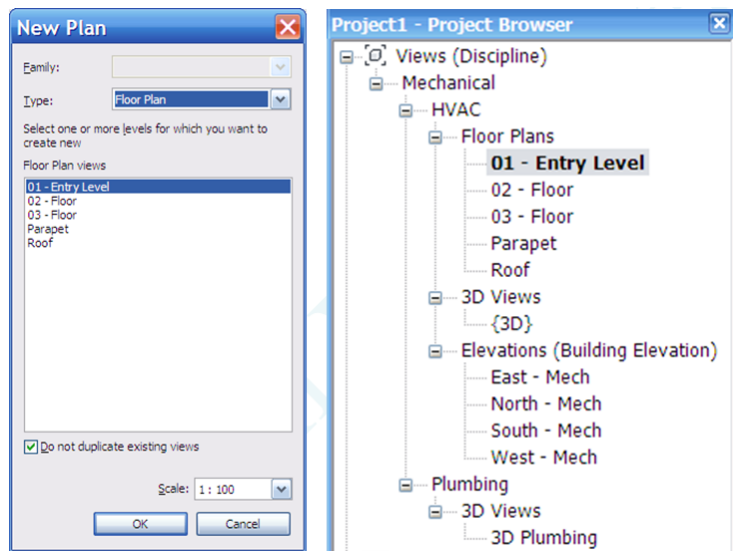 New Plan
Family:
Type:
Floor Plan
Select one or more levels for which you want to
create new
Floor Plan views
01 - Entry Level
02 - Floor
03 - Floor
Parapet
Roof
Do not duplicate existing views
Scale:
1 : 100
OK
Cancel
Project1 - Project Browser
Views (Discipline)
Mechanical
HVAC
Floor Plans
01 - Entry Level
02 - Floor
03 - Floor
Parapet
Roof
3D Views
{3D}
Elevations (Building Elevation)
East - Mech
North - Mech
South - Mech
West - Mech
Plumbing
3D Views
3D Plumbing